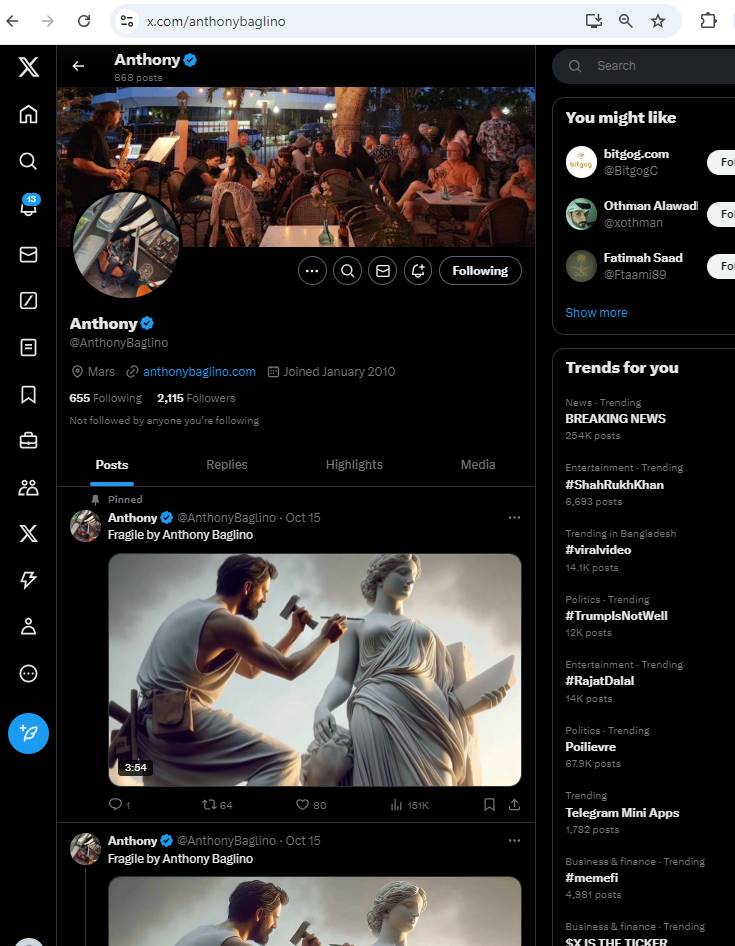 x.com/anthonybaglino
Anthony
868 posts
13
Following
Anthony
@AnthonyBaglino
Mars anthonybaglino.com Joined January 2010
655 Following 2,115 Followers
Not followed by anyone you're following
Posts Replies Highlights Media
Pinned
Anthony @AnthonyBaglino · Oct 15
Fragile by Anthony Baglino
3:54
1 64 80 151K
Anthony @AnthonyBaglino · Oct 15
Fragile by Anthony Baglino
Search
You might like
bitgog
bitgog.com
@BitgogC
Fo
Othman Alawad
@xothman
Fo
Fatimah Saad
@Ftaami89
Fo
Show more
Trends for you
News · Trending
BREAKING NEWS
254K posts
Entertainment · Trending
#ShahRukhKhan
6,693 posts
Trending in Bangladesh
#viralvideo
14.1K posts
Politics · Trending
#TrumpIsNotWell
12K posts
Entertainment · Trending
#RajatDalal
14K posts
Politics · Trending
Poilievre
67.9K posts
Trending
Telegram Mini Apps
1,782 posts
Business & finance · Trending
#memefi
4,981 posts
Business & finance · Trending
$X IS THE TICKER